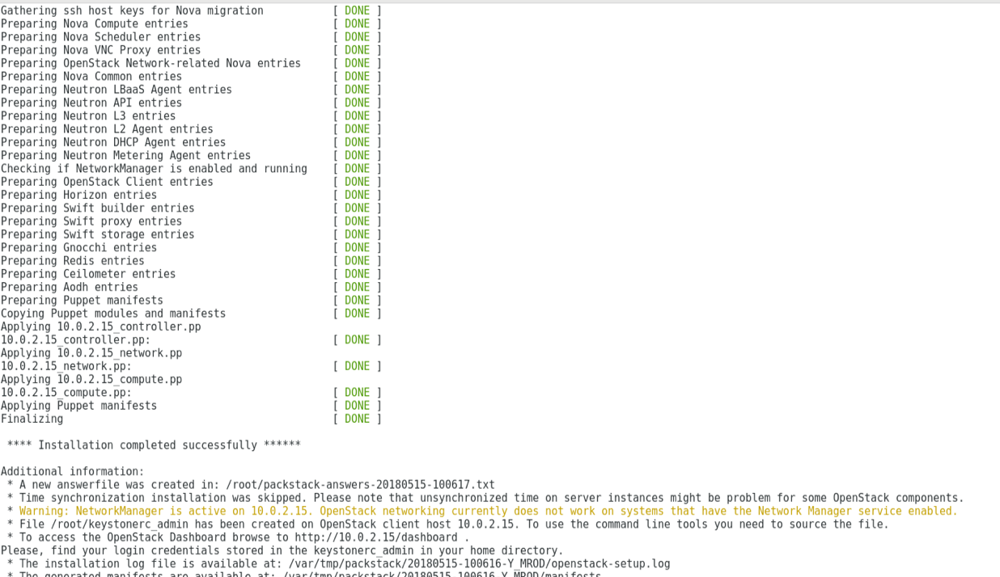 Gathering ssh host keys for Nova migration [ DONE ]
Preparing Nova Compute entries [ DONE ]
Preparing Nova Scheduler entries [ DONE ]
Preparing Nova VNC Proxy entries [ DONE ]
Preparing OpenStack Network-related Nova entries [ DONE ]
Preparing Nova Common entries [ DONE ]
Preparing Neutron LBaaS Agent entries [ DONE ]
Preparing Neutron API entries [ DONE ]
Preparing Neutron L3 entries [ DONE ]
Preparing Neutron L2 Agent entries [ DONE ]
Preparing Neutron DHCP Agent entries [ DONE ]
Preparing Neutron Metering Agent entries [ DONE ]
Checking if NetworkManager is enabled and running [ DONE ]
Preparing OpenStack Client entries [ DONE ]
Preparing Horizon entries [ DONE ]
Preparing Swift builder entries [ DONE ]
Preparing Swift proxy entries [ DONE ]
Preparing Swift storage entries [ DONE ]
Preparing Gnocchi entries [ DONE ]
Preparing Redis entries [ DONE ]
Preparing Ceilometer entries [ DONE ]
Preparing Aodh entries [ DONE ]
Preparing Puppet manifests [ DONE ]
Copying Puppet modules and manifests [ DONE ]
Applying 10.0.2.15_controller.pp
10.0.2.15_controller.pp: [ DONE ]
Applying 10.0.2.15_network.pp
10.0.2.15_network.pp: [ DONE ]
Applying 10.0.2.15_compute.pp
10.0.2.15_compute.pp: [ DONE ]
Applying Puppet manifests [ DONE ]
Finalizing [ DONE ]
**** Installation completed successfully ******
Additional information:
* A new answerfile was created in: /root/packstack-answers-20180515-100617.txt
* Time synchronization installation was skipped. Please note that unsynchronized time on server instances might be problem for some OpenStack components.
* Warning: NetworkManager is active on 10.0.2.15. OpenStack networking currently does not work on systems that have the Network Manager service enabled.
* File /root/keystonerc_admin has been created on OpenStack client host 10.0.2.15. To use the command line tools you need to source the file.
* To access the OpenStack Dashboard browse to http://10.0.2.15/dashboard .
Please, find your login credentials stored in the keystonerc_admin in your home directory.
* The installation log file is available at: /var/tmp/packstack/20180515-100616-Y_MROD/openstack-setup.log
* The generated manifests are available at: /var/tmp/packstack/20180515-100616-Y_MROD/manifests